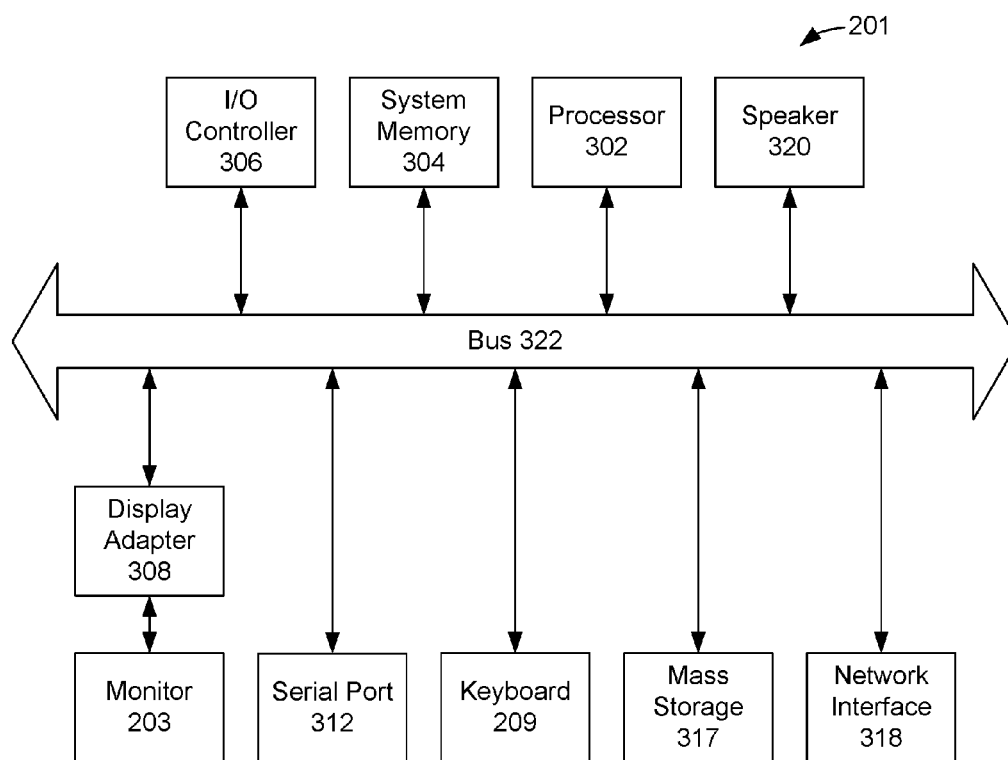 201
I/O
Controller
306
System
Memory
304
Processor
302
Speaker
320
Bus 322
Display
Adapter
308
Monitor
203
Serial Port
312
Keyboard
209
Mass
Storage
317
Network
Interface
318